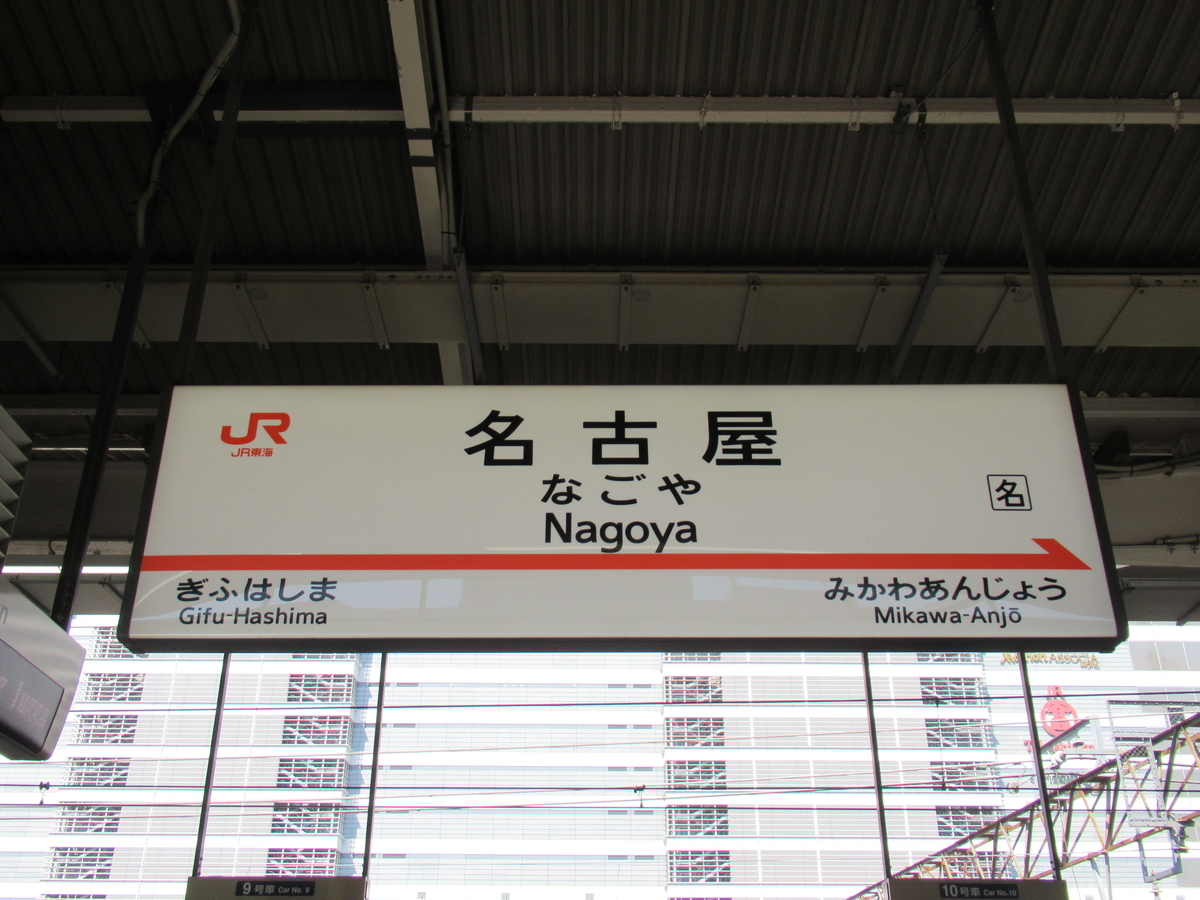 JR
JR東海
名古屋
なごや
Nagoya
名
ぎふはしま
Gifu-Hashima
みかわあんじょう
Mikawa-Anjō
9号車 Car No. 9
10号車 Car No. 10